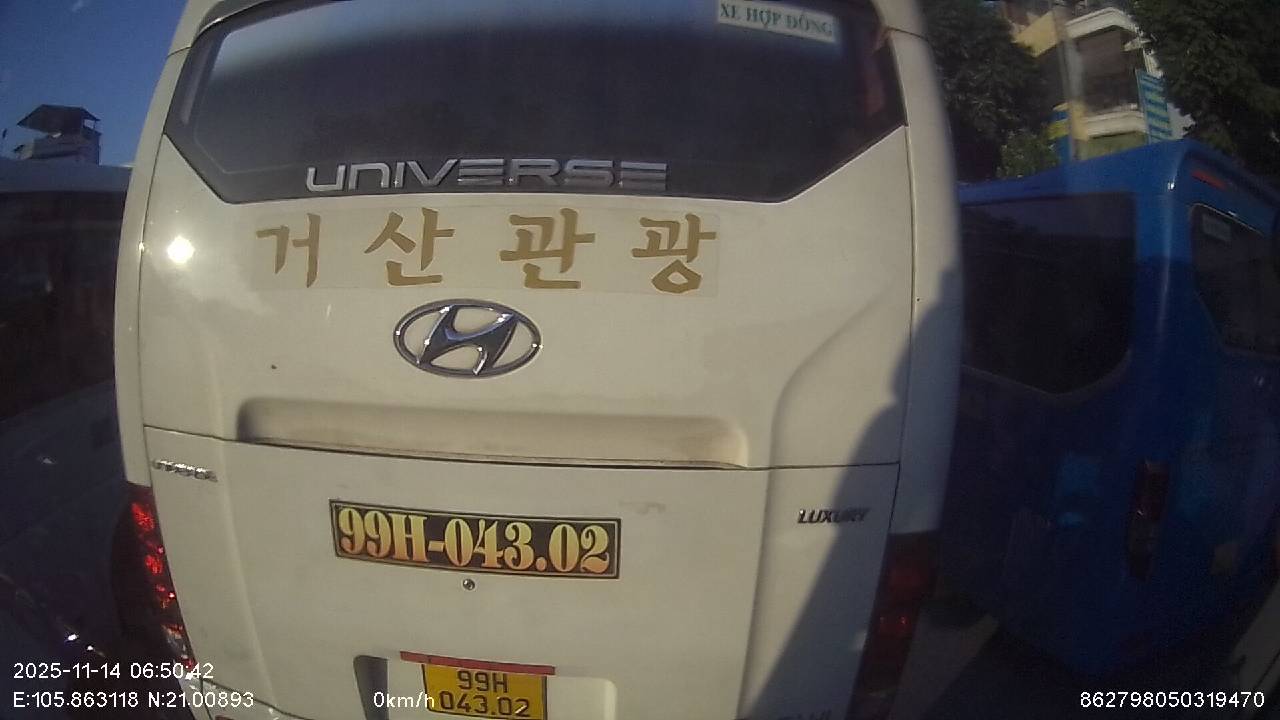 XE HỢP ĐỒNG
UNIVERSE
거산관광
LUXURY
99H-043.02
99H
043.02
2025-11-14 06:50:42
E:105.863118 N:21.00893
0km/h
862798050319470